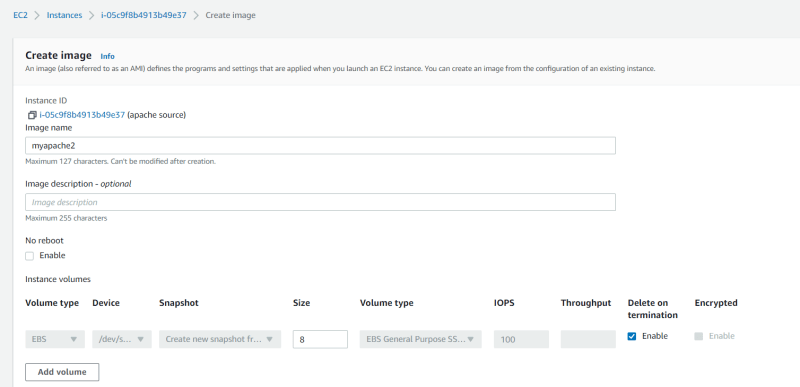 EC2 > Instances > i-05c9f8b4913b49e37 > Create image
Create image Info
An image (also referred to as an AMI) defines the programs and settings that are applied when you launch an EC2 instance. You can create an image from the configuration of an existing instance.
Instance ID
i-05c9f8b4913b49e37 (apache source)
Image name
myapache2
Maximum 127 characters. Can't be modified after creation.
Image description - optional
Image description
Maximum 255 characters
No reboot
Enable
Instance volumes
Volume type Device Snapshot Size Volume type IOPS Throughput Delete on termination Encrypted
EBS /dev/s... Create new snapshot fr... 8 EBS General Purpose SS... 100 Enable Enable
Add volume